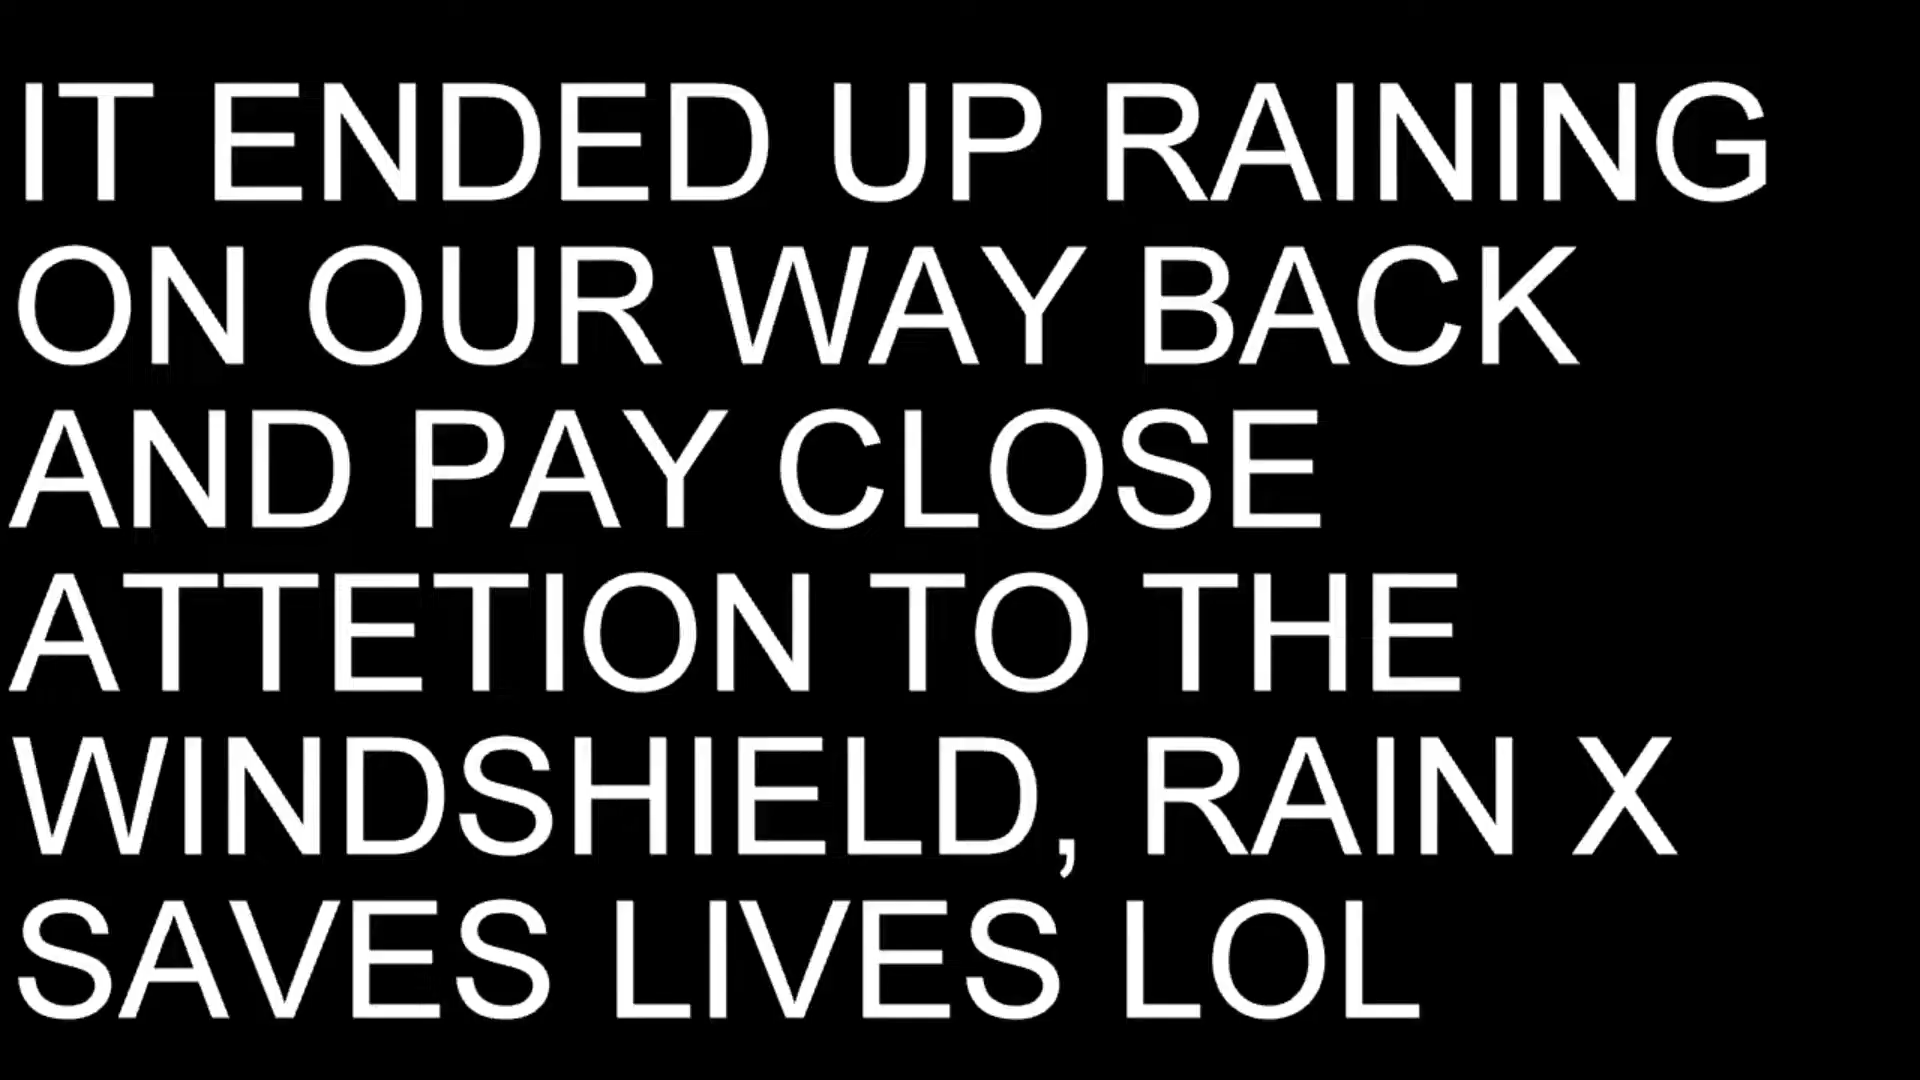 IT ENDED UP RAINING
ON OUR WAY BACK
AND PAY CLOSE
ATTETION TO THE
WINDSHIELD, RAIN X
SAVES LIVES LOL